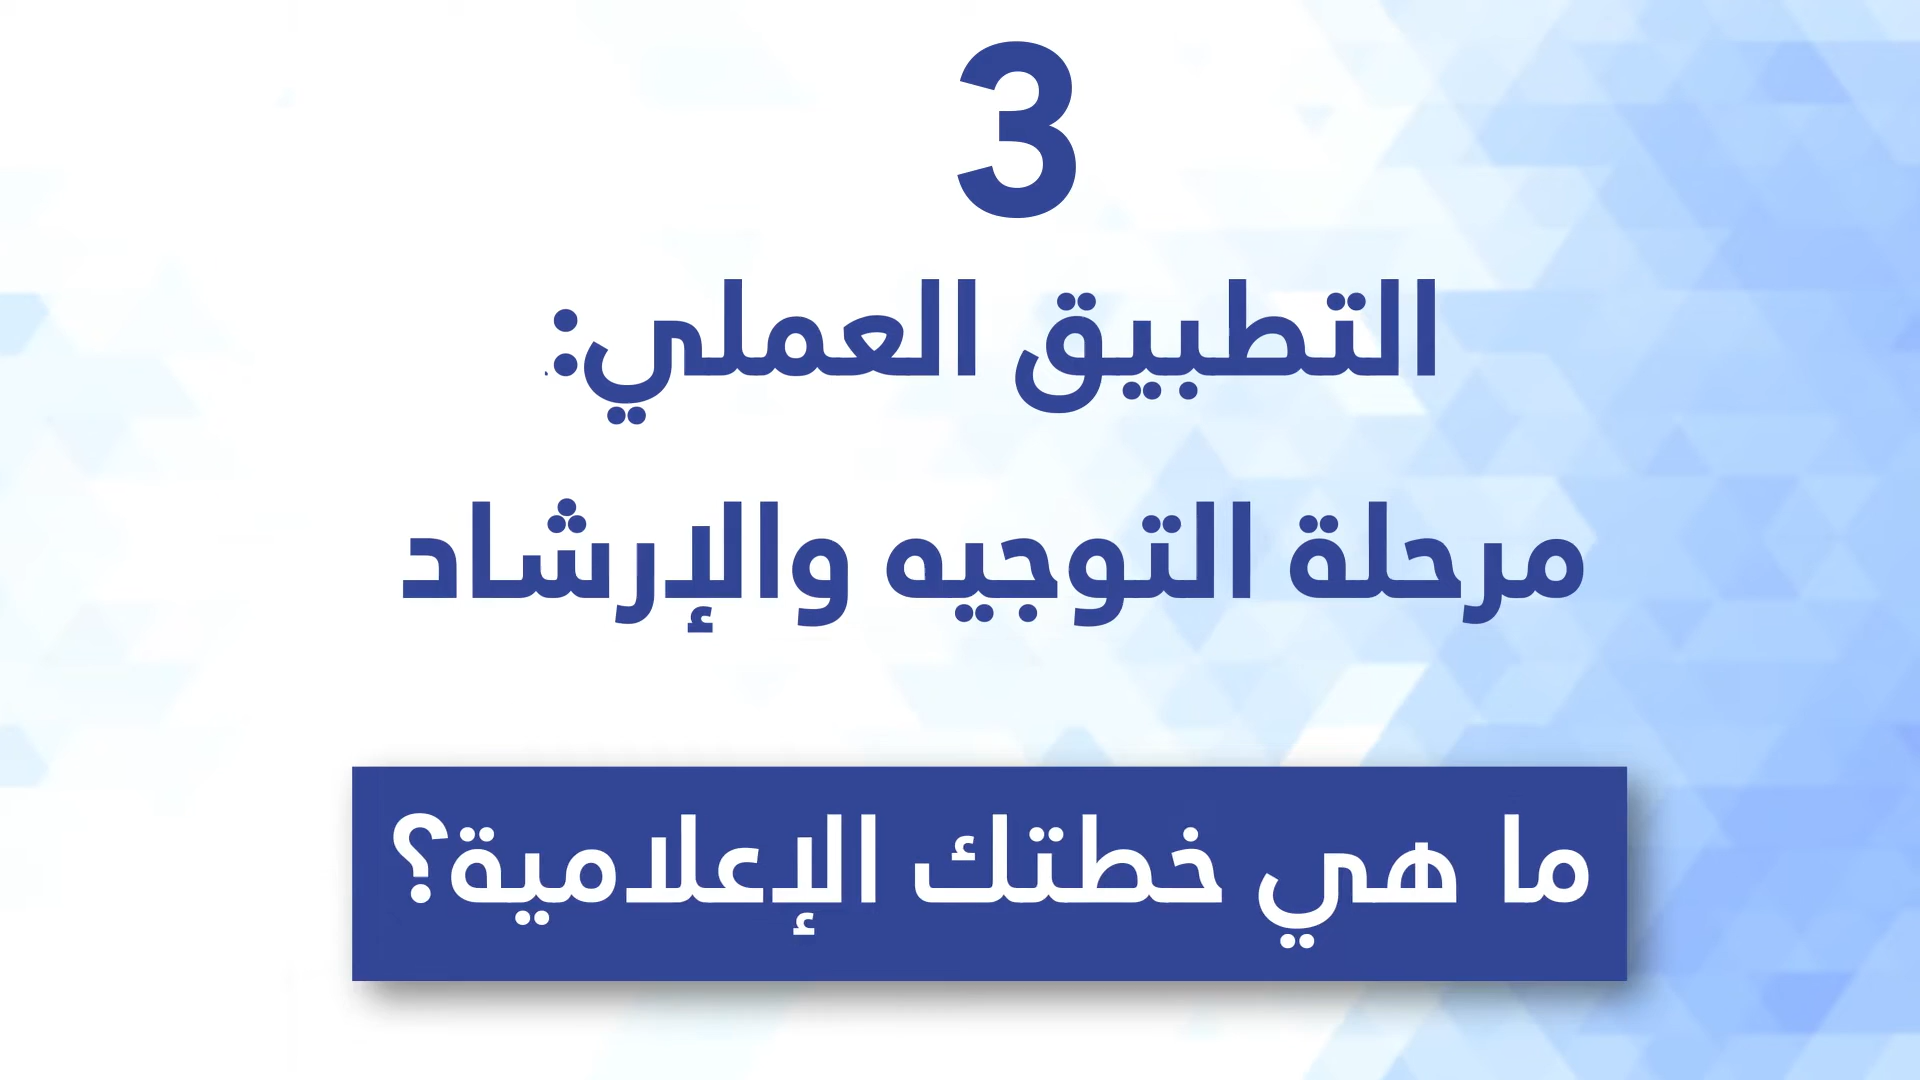 3
التطبيق العملي:
مرحلة التوجيه والإرشاد
ما هي خطتك الإعلامية؟